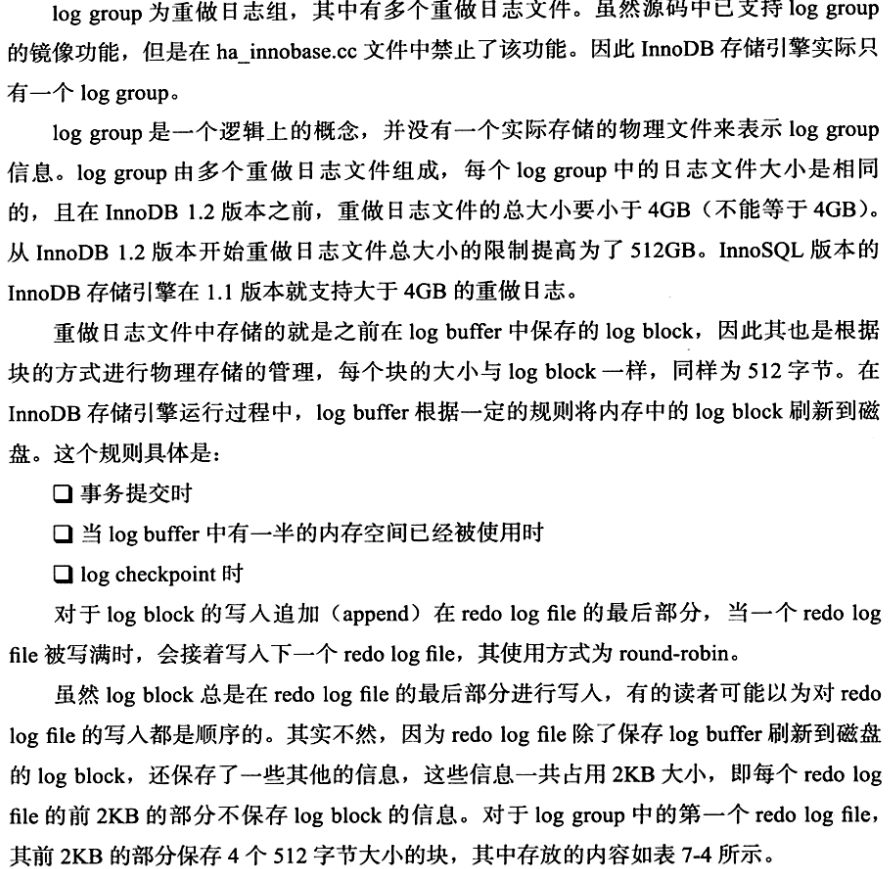 log group 为重做日志组，其中有多个重做日志文件。虽然源码中已支持 log group
的镜像功能，但是在 ha_innobase.cc 文件中禁止了该功能。因此 InnoDB 存储引擎实际只
有一个 log group。
log group 是一个逻辑上的概念，并没有一个实际存储的物理文件来表示 log group
信息。log group 由多个重做日志文件组成，每个 log group 中的日志文件大小是相同
的，且在 InnoDB 1.2 版本之前，重做日志文件的总大小要小于 4GB（不能等于 4GB）。
从 InnoDB 1.2 版本开始重做日志文件总大小的限制提高为了 512GB。InnoSQL 版本的
InnoDB 存储引擎在 1.1 版本就支持大于 4GB 的重做日志。
重做日志文件中存储的就是之前在 log buffer 中保存的 log block，因此其也是根据
块的方式进行物理存储的管理，每个块的大小与 log block 一样，同样为 512 字节。在
InnoDB 存储引擎运行过程中，log buffer 根据一定的规则将内存中的 log block 刷新到磁
盘。这个规则具体是：
❑ 事务提交时
❑ 当 log buffer 中有一半的内存空间已经被使用时
❑ log checkpoint 时
对于 log block 的写入追加（append）在 redo log file 的最后部分，当一个 redo log
file 被写满时，会接着写入下一个 redo log file，其使用方式为 round-robin。
虽然 log block 总是在 redo log file 的最后部分进行写入，有的读者可能以为对 redo
log file 的写入都是顺序的。其实不然，因为 redo log file 除了保存 log buffer 刷新到磁盘
的 log block，还保存了一些其他的信息，这些信息一共占用 2KB 大小，即每个 redo log
file 的前 2KB 的部分不保存 log block 的信息。对于 log group 中的第一个 redo log file，
其前 2KB 的部分保存 4 个 512 字节大小的块，其中存放的内容如表 7-4 所示。